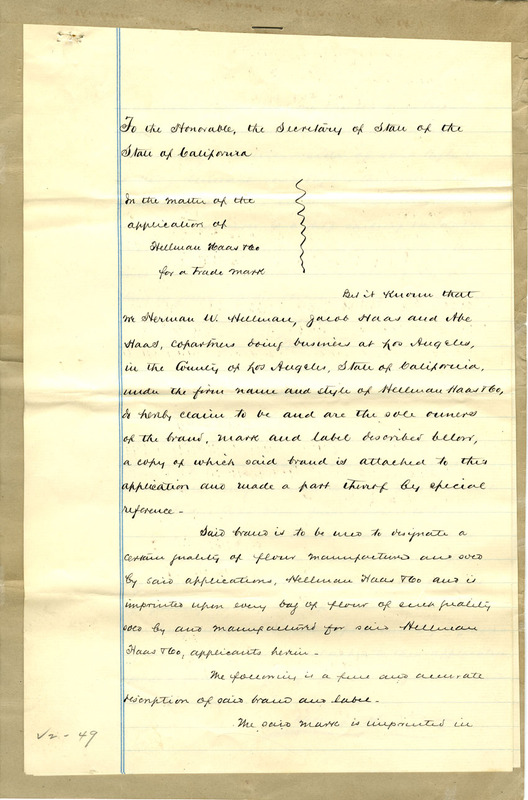 To the Honorable, the Secretary of State of the
State of California
In the matter of the
application of
Hellman Haas & Co
for a trade mark
Be it Known that
we Herman W. Hellman, Jacob Haas and Abe
Haas, copartners doing business at Los Angeles,
in the County of Los Angeles, State of California,
under the firm name and style of Hellman Haas & Co,
do hereby claim to be and are the sole owners
of the brand, mark and label described below,
a copy of which said brand is attached to this
application and made a part thereof by special
reference -
Said brand is to be used to designate a
certain quality of flour manufactured and sold
by said applications, Hellman Haas & Co and is
imprinted upon every bag of flour of such quality
sold by and manufactured for said Hellman
Haas & Co, applicants herein -
The following is a full and accurate
description of said brand and label -
The said mark is imprinted in
- 49